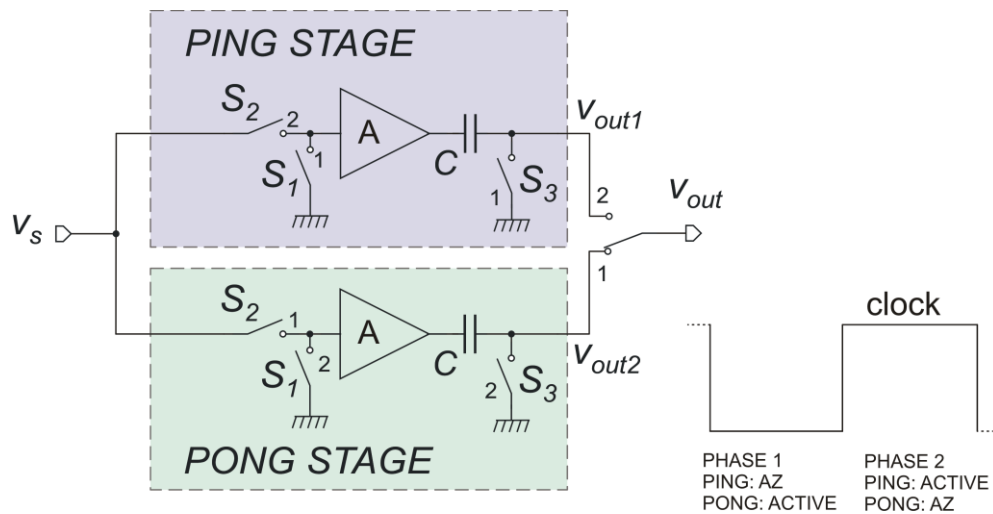 PING STAGE
S2
2
1
S1
A
C
1
S3
vout1
vs
2
vout
1
S2
1
2
S1
A
C
2
S3
vout2
PONG STAGE
clock
PHASE 1
PING: AZ
PONG: ACTIVE
PHASE 2
PING: ACTIVE
PONG: AZ